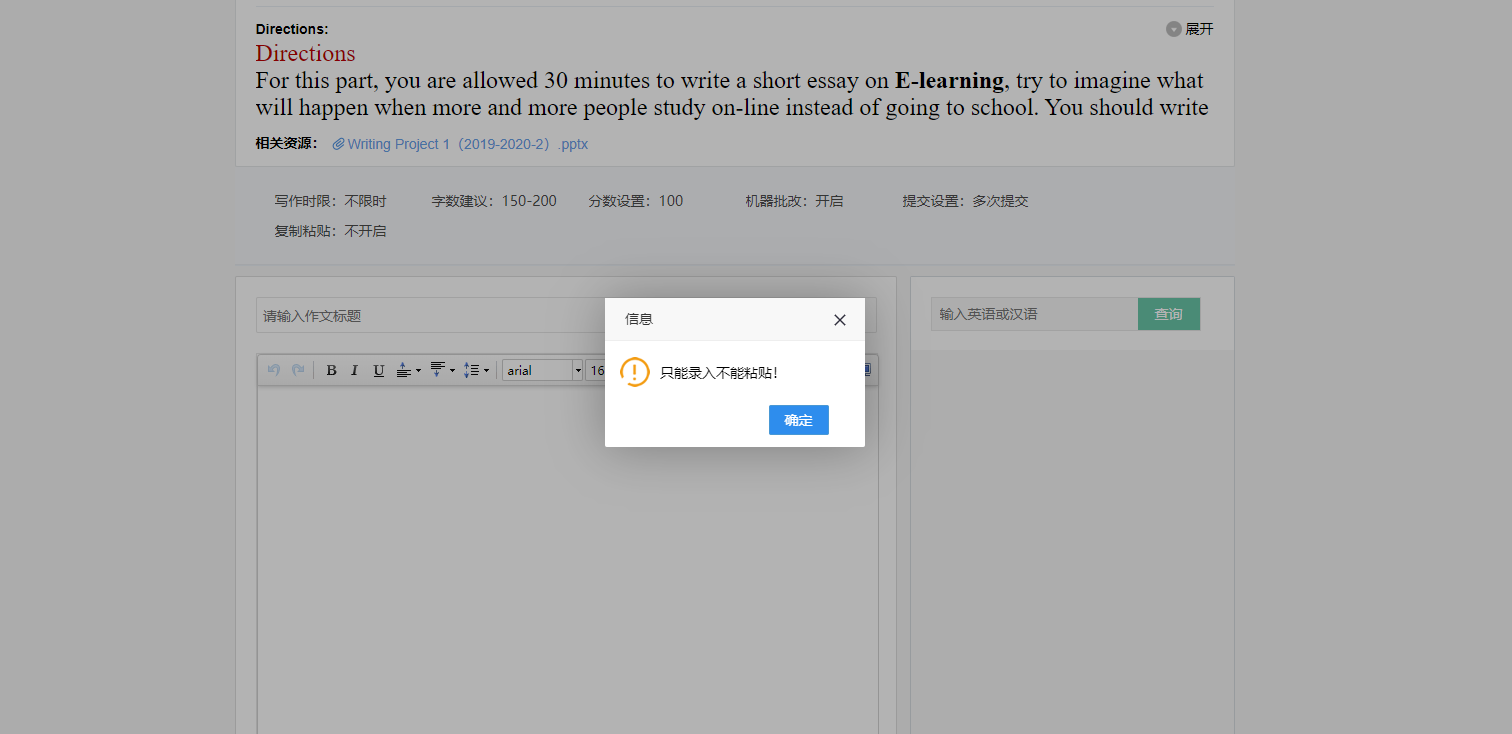 Directions:
展开
Directions
For this part, you are allowed 30 minutes to write a short essay on E-learning, try to imagine what
will happen when more and more people study on-line instead of going to school. You should write
相关资源： Writing Project 1（2019-2020-2）.pptx
写作时限：不限时 字数建议：150-200 分数设置：100 机器批改：开启 提交设置：多次提交
复制粘贴：不开启
请输入作文标题
输入英语或汉语 查询
信息
B I U arial 16
只能录入不能粘贴！
确定